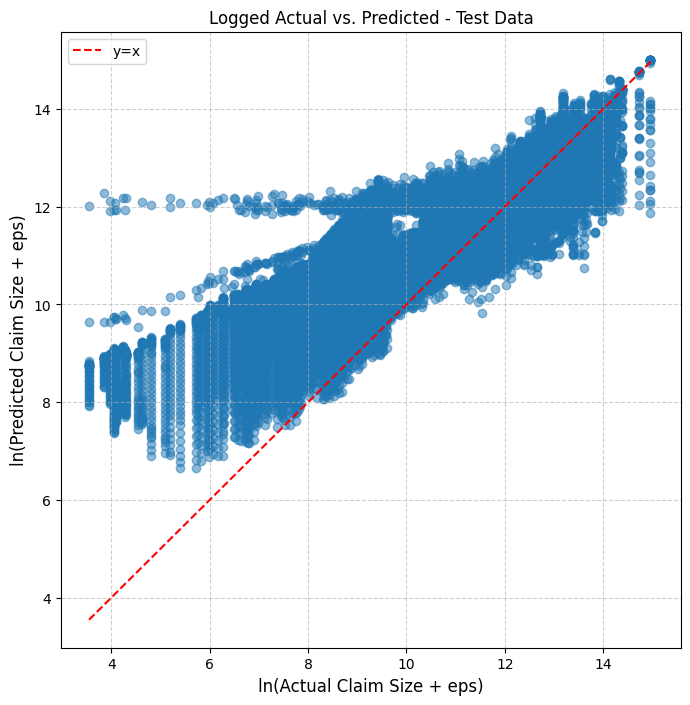 Logged Actual vs. Predicted - Test Data
y=x
ln(Predicted Claim Size + eps)
14
12
10
8
6
4
4 6 8 10 12 14
ln(Actual Claim Size + eps)